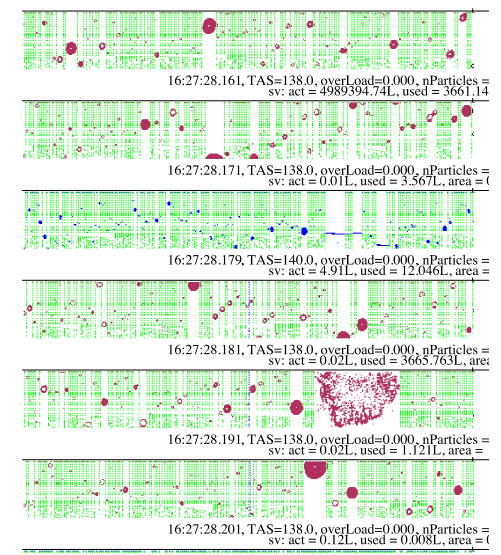 16:27:28.161, TAS=138.0, overLoad=0.000, nParticles =
sv: act = 4989394.74L, used = 3661.14
16:27:28.171, TAS=138.0, overLoad=0.000, nParticles =
sv: act = 0.01L, used = 3.567L, area = 0
16:27:28.179, TAS=140.0, overLoad=0.000, nParticles =
sv: act = 4.91L, used = 12.046L, area =
16:27:28.181, TAS=138.0, overLoad=0.000, nParticles =
sv: act = 0.02L, used = 3665.763L, area
16:27:28.191, TAS=138.0, overLoad=0.000, nParticles =
sv: act = 0.02L, used = 1.121L, area =
16:27:28.201, TAS=138.0, overLoad=0.000, nParticles =
sv: act = 0.12L, used = 0.008L, area = 0